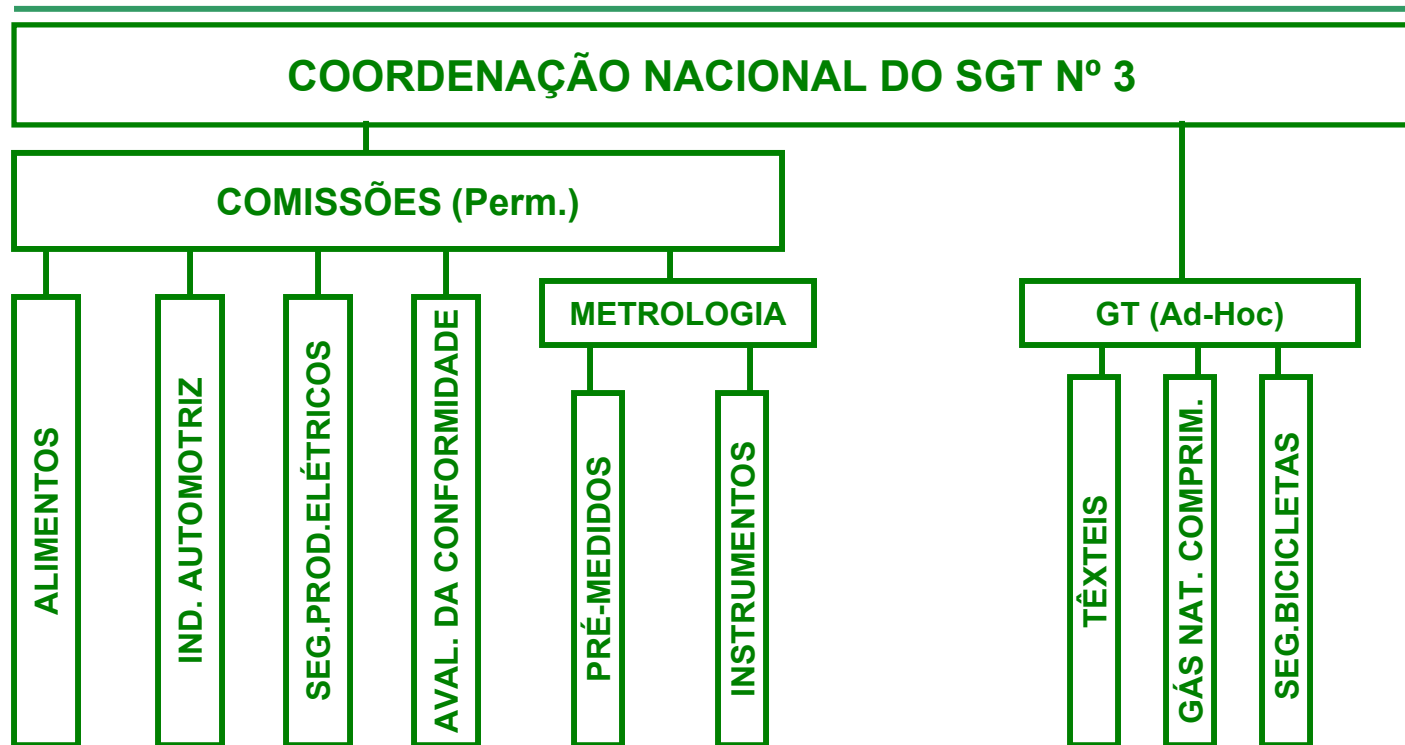 COORDENAÇÃO NACIONAL DO SGT Nº 3
COMISSÕES (Perm.)
METROLOGIA
GT (Ad-Hoc)
ALIMENTOS
IND. AUTOMOTRIZ
SEG.PROD.ELÉTRICOS
AVAL. DA CONFORMIDADE
PRÉ-MEDIDOS
INSTRUMENTOS
TÊXTEIS
GÁS NAT. COMPRIM.
SEG.BICICLETAS